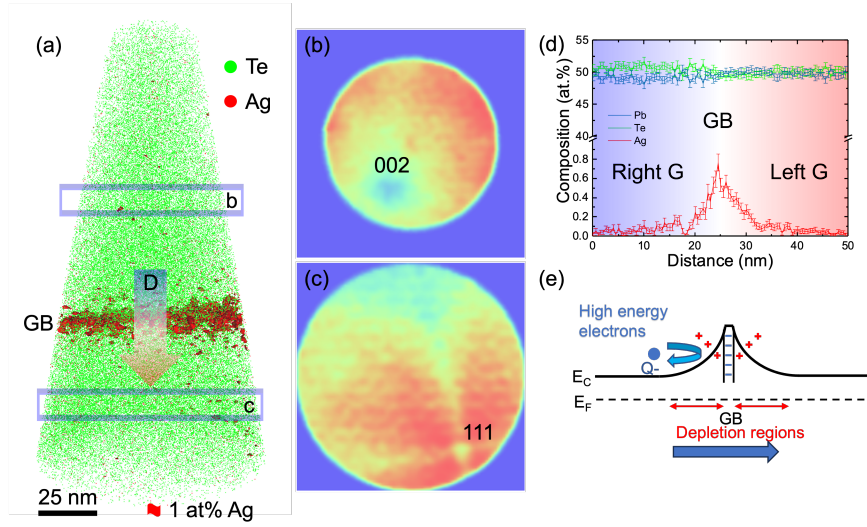 (a)
Te
Ag
b
D
GB
c
25 nm
1 at% Ag
(b)
002
(c)
111
(d)
Composition (at.%)
55
50
45
40
0.8
0.6
0.4
0.2
0.0
Pb
Te
Ag
GB
Right G
Left G
0 10 20 30 40 50
Distance (nm)
(e)
High energy
electrons
Q-
E_C
E_F
GB
Depletion regions